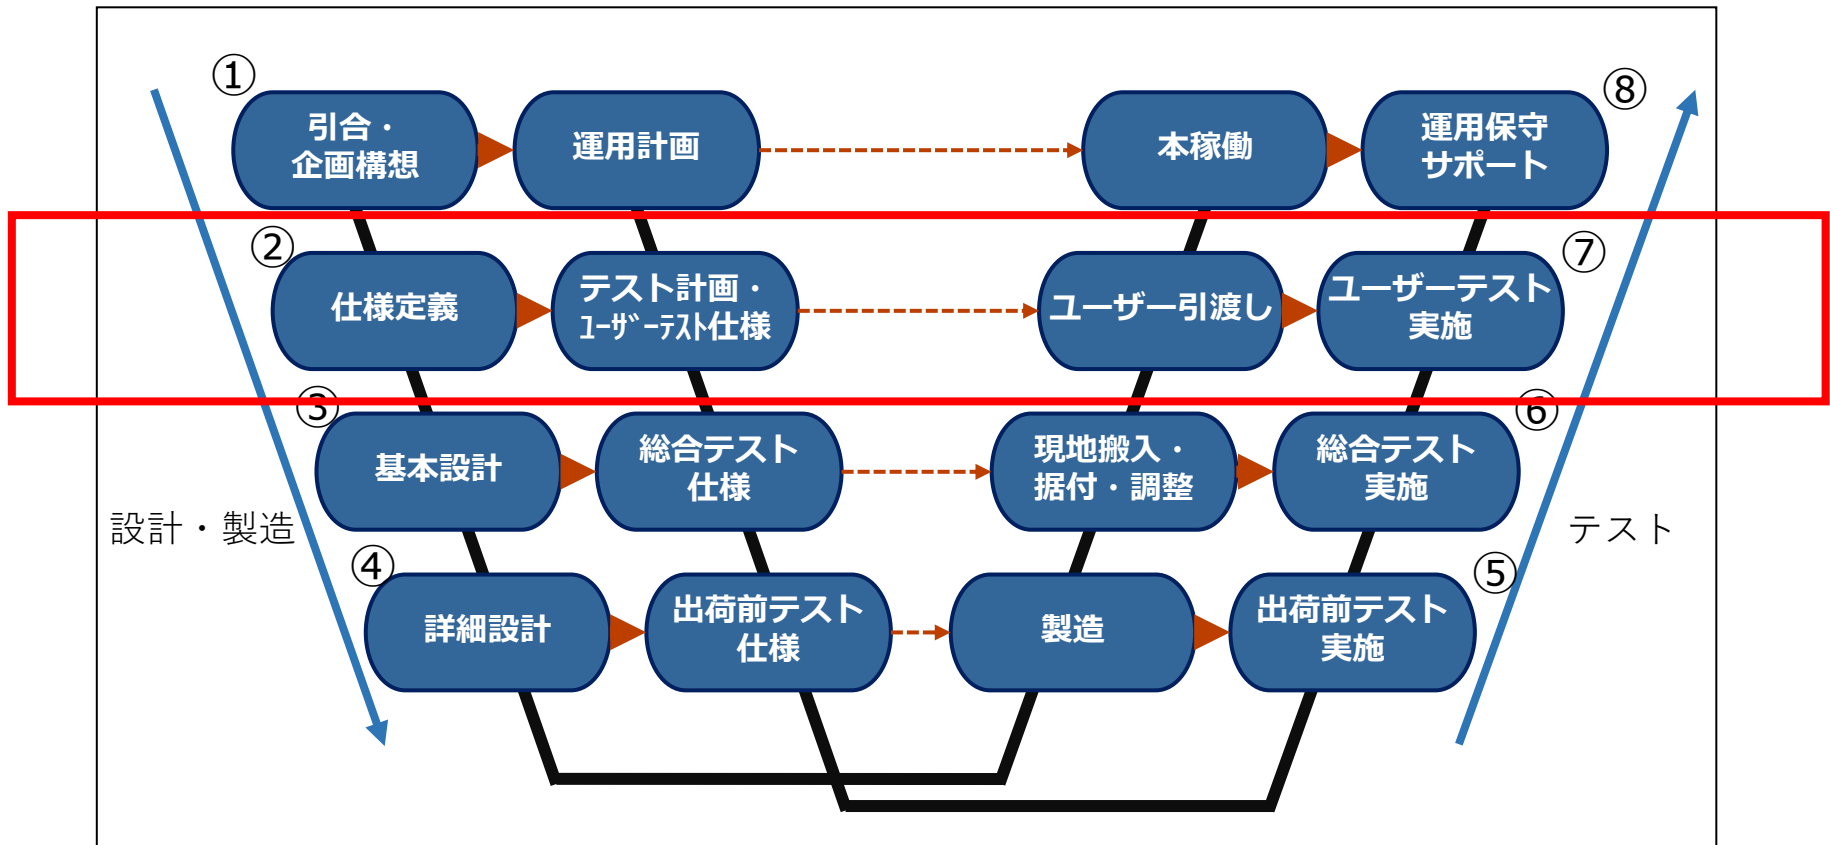 ①
引合・
企画構想
運用計画
本稼働
運用保守
サポート
⑧
②
仕様定義
テスト計画・
ﾕｰｻﾞｰﾃｽﾄ仕様
ユーザー引渡し
ユーザーテスト
実施
⑦
③
基本設計
総合テスト
仕様
現地搬入・
据付・調整
総合テスト
実施
⑥
設計・製造
テスト
④
詳細設計
出荷前テスト
仕様
製造
出荷前テスト
実施
⑤